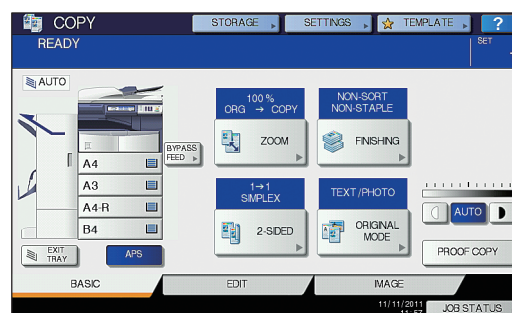 COPY
STORAGE
SETTINGS
TEMPLATE
?
READY
SET
AUTO
100 %
ORG → COPY
ZOOM
NON-SORT
NON-STAPLE
FINISHING
BYPASS
FEED
A4
A3
A4-R
B4
1→1
SIMPLEX
2-SIDED
TEXT/PHOTO
ORIGINAL
MODE
AUTO
EXIT
TRAY
APS
PROOF COPY
BASIC
EDIT
IMAGE
11/11/2011
11:57
JOB STATUS